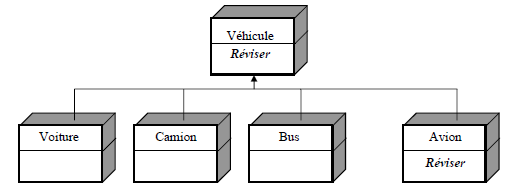 Véhicule
Réviser
Voiture
Camion
Bus
Avion
Réviser